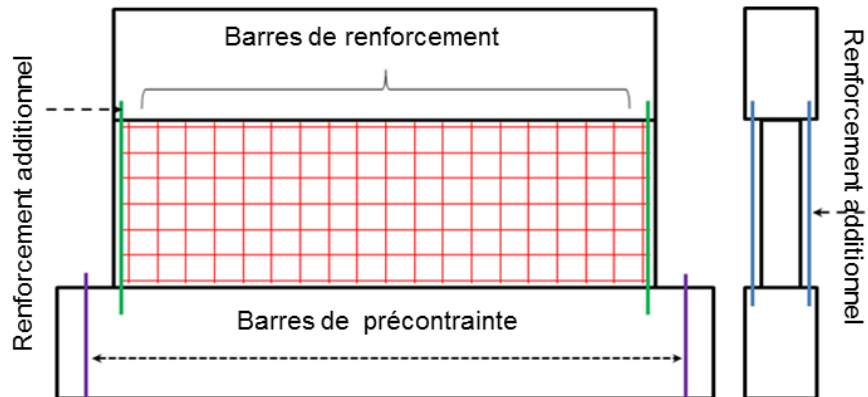 Barres de renforcement
Renforcement additionnel
Renforcement additionnel
Barres de précontrainte